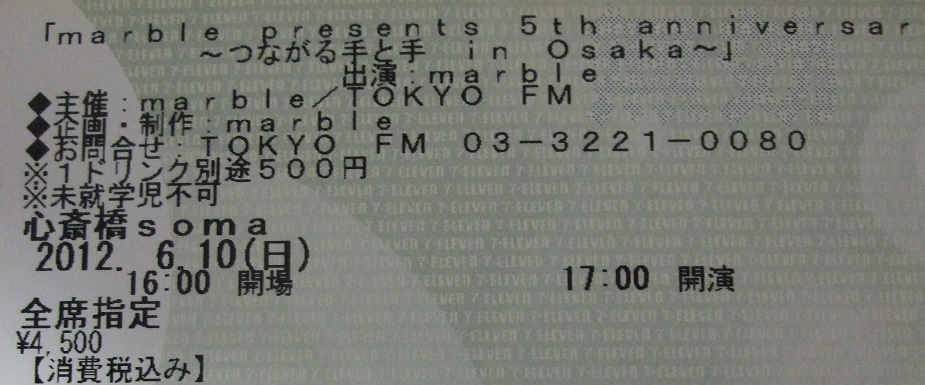 「ｍａｒｂｌｅ　ｐｒｅｓｅｎｔｓ　５ｔｈ　ａｎｎｉｖｅｒｓａｒ
～つながる手と手　ｉｎ　Ｏｓａｋａ～」
出演：ｍａｒｂｌｅ
◆主催：ｍａｒｂｌｅ／ＴＯＫＹＯ　ＦＭ
◆企画・制作：ｍａｒｂｌｅ
◆お問合せ：ＴＯＫＹＯ　ＦＭ　０３－３２２１－００８０
※１ドリンク別途５００円
※未就学児不可
心斎橋ｓｏｍａ
2012. 6.10(日)
16:00 開場 17:00 開演
全席指定
¥4,500
【消費税込み】